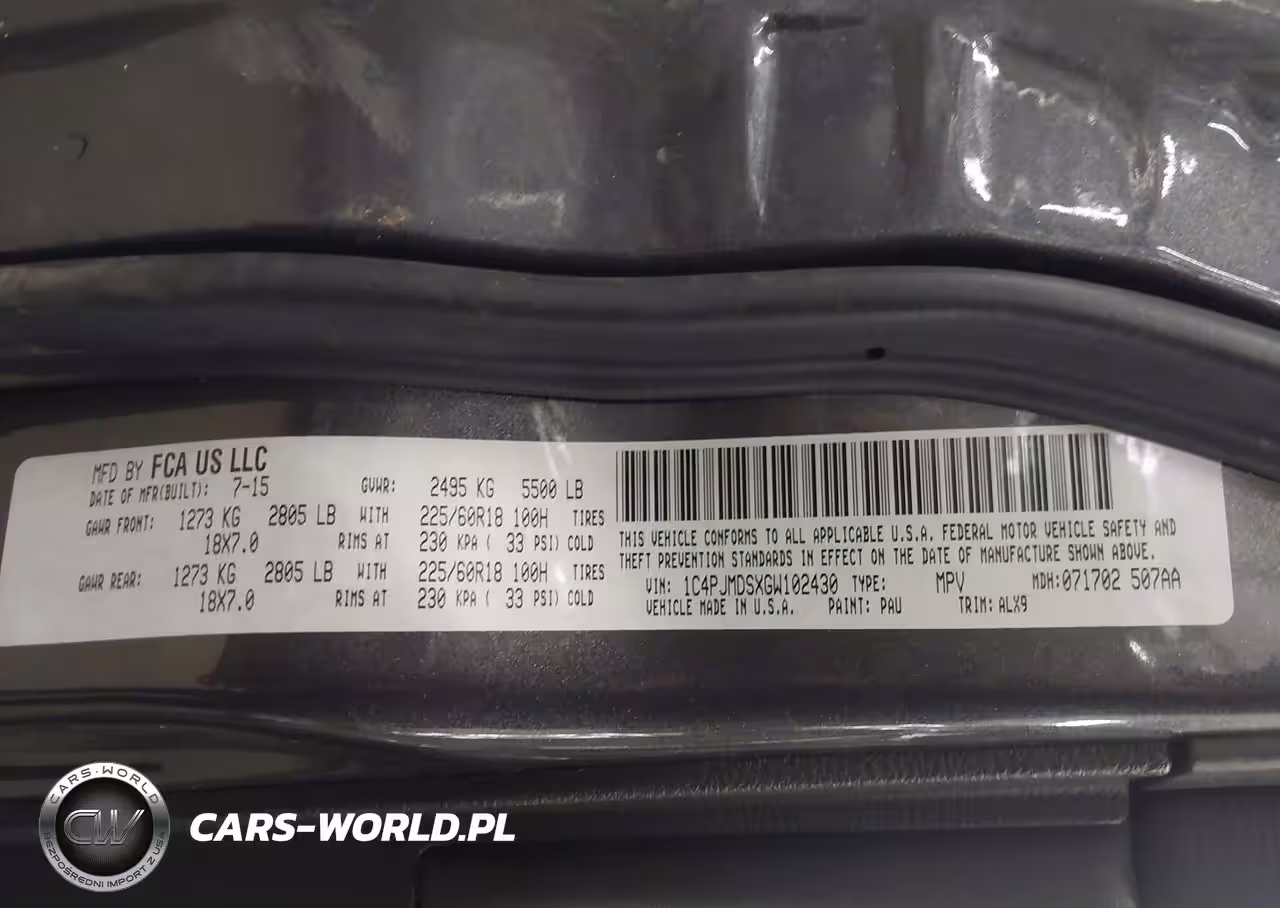 MFD BY FCA US LLC
DATE OF MFR(BUILT): 7-15 GVWR: 2495 KG 5500 LB
GAWR FRONT: 1273 KG 2805 LB WITH 225/60R18 100H TIRES
18X7.0 RIMS AT 230 KPA ( 33 PSI) COLD
GAWR REAR: 1273 KG 2805 LB WITH 225/60R18 100H TIRES
18X7.0 RIMS AT 230 KPA ( 33 PSI) COLD
THIS VEHICLE CONFORMS TO ALL APPLICABLE U.S.A. FEDERAL MOTOR VEHICLE SAFETY AND
THEFT PREVENTION STANDARDS IN EFFECT ON THE DATE OF MANUFACTURE SHOWN ABOVE.
VIN: 1C4PJMDSXGW102430 TYPE: MPV MDH: 071702 507AA
VEHICLE MADE IN U.S.A. PAINT: PAU TRIM: ALX9
CARS-WORLD
CW
BEZPOŚREDNI IMPORT Z USA
CARS-WORLD.PL